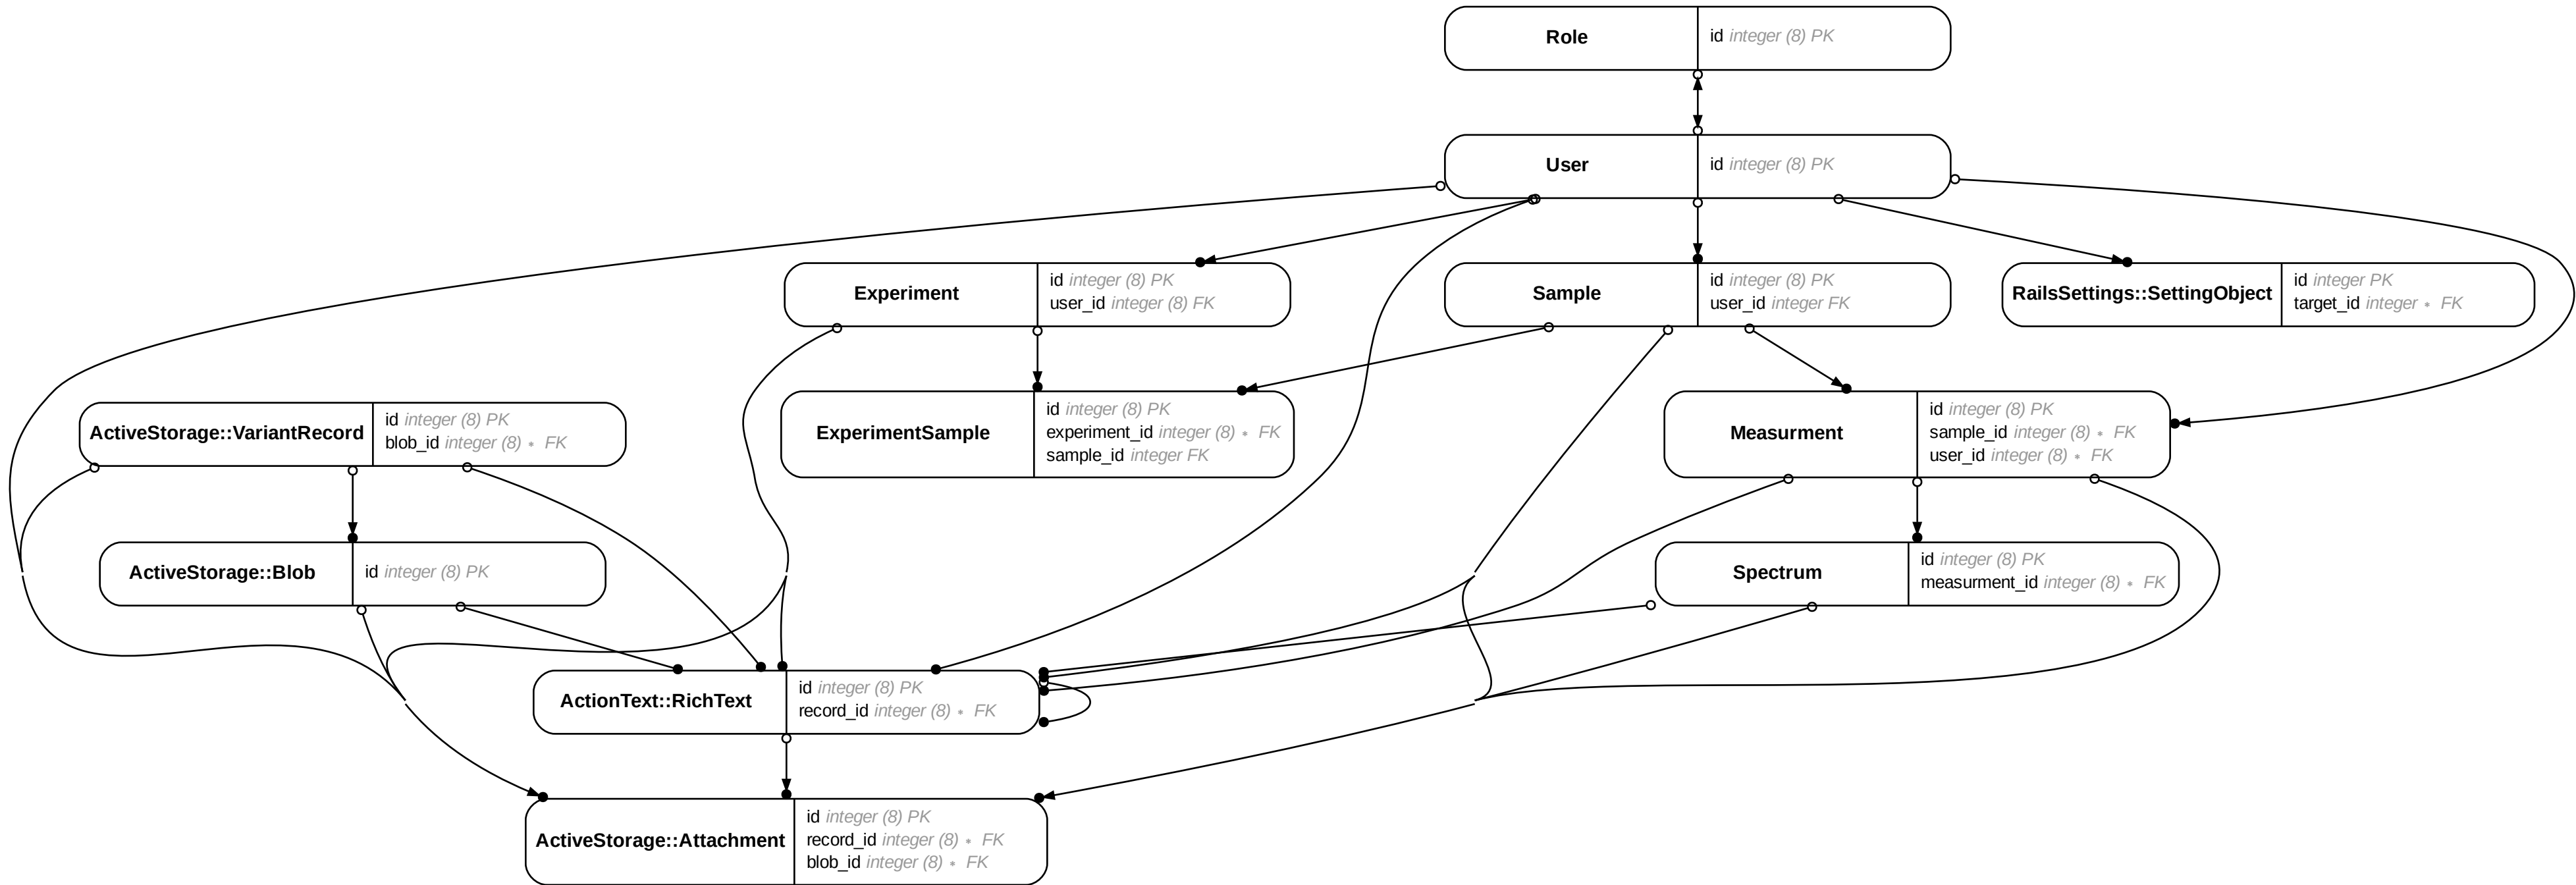 Role
id integer (8) PK
User
id integer (8) PK
Experiment
id integer (8) PK
user_id integer (8) FK
Sample
id integer (8) PK
user_id integer FK
RailsSettings::SettingObject
id integer PK
target_id integer * FK
ActiveStorage::VariantRecord
id integer (8) PK
blob_id integer (8) * FK
ExperimentSample
id integer (8) PK
experiment_id integer (8) * FK
sample_id integer FK
Measurment
id integer (8) PK
sample_id integer (8) * FK
user_id integer (8) * FK
ActiveStorage::Blob
id integer (8) PK
Spectrum
id integer (8) PK
measurment_id integer (8) * FK
ActionText::RichText
id integer (8) PK
record_id integer (8) * FK
ActiveStorage::Attachment
id integer (8) PK
record_id integer (8) * FK
blob_id integer (8) * FK